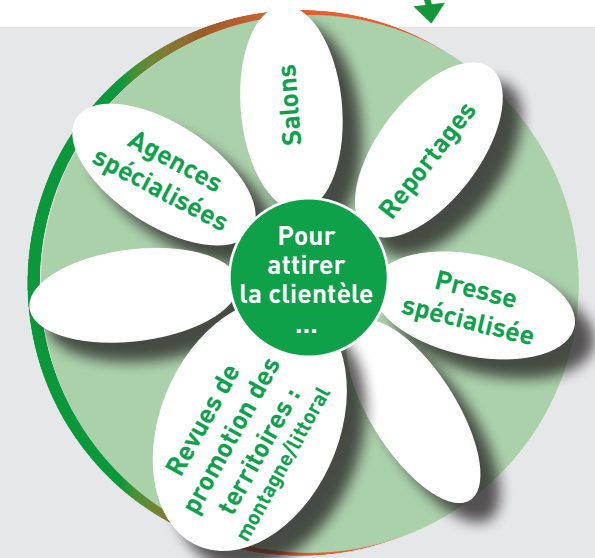 Salons
Reportages
Agences
spécialisées
Pour
attirer
la clientèle
...
Presse
spécialisée
Revues de
promotion des
territoires :
montagne/littoral